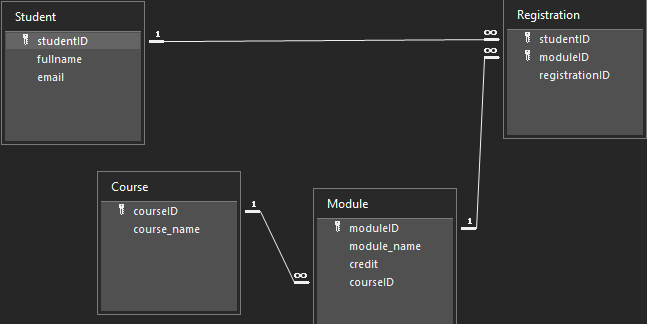 Student
studentID
fullname
email
1
∞
∞
Registration
studentID
moduleID
registrationID
Course
courseID
course_name
1
∞
Module
moduleID
module_name
credit
courseID
1